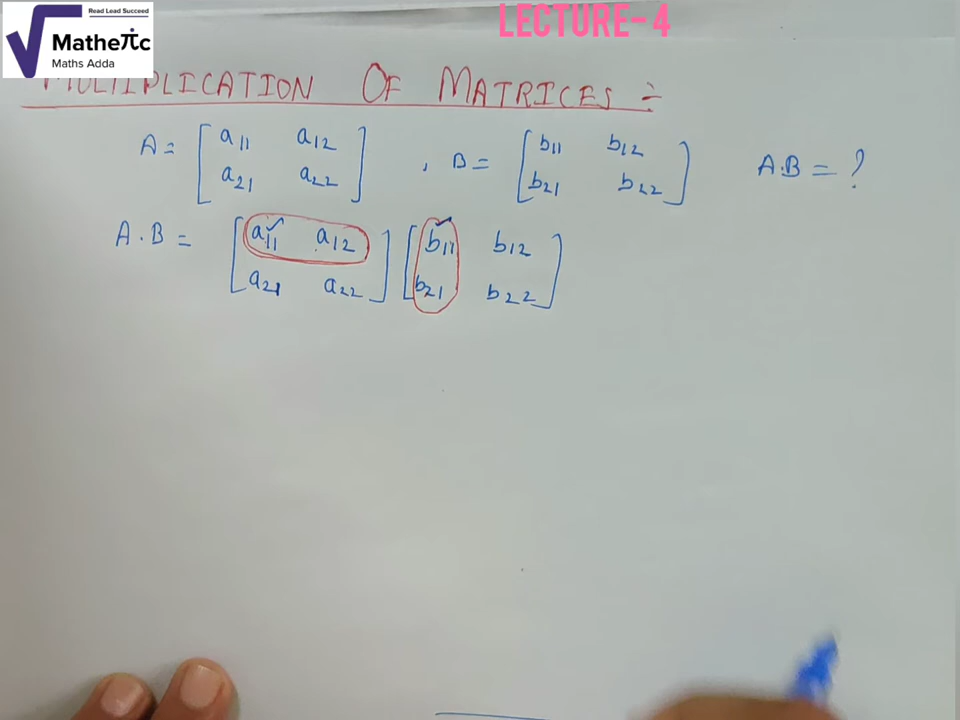 LECTURE-4
Read Lead Succeed
Matheπc
Maths Adda
MULTIPLICATION OF MATRICES :-
A = [ a11 a12 ; a21 a22 ] , B = [ b11 b12 ; b21 b22 ] A.B = ?
A.B = [ a11 a12 ; a21 a22 ] [ b11 b12 ; b21 b22 ]